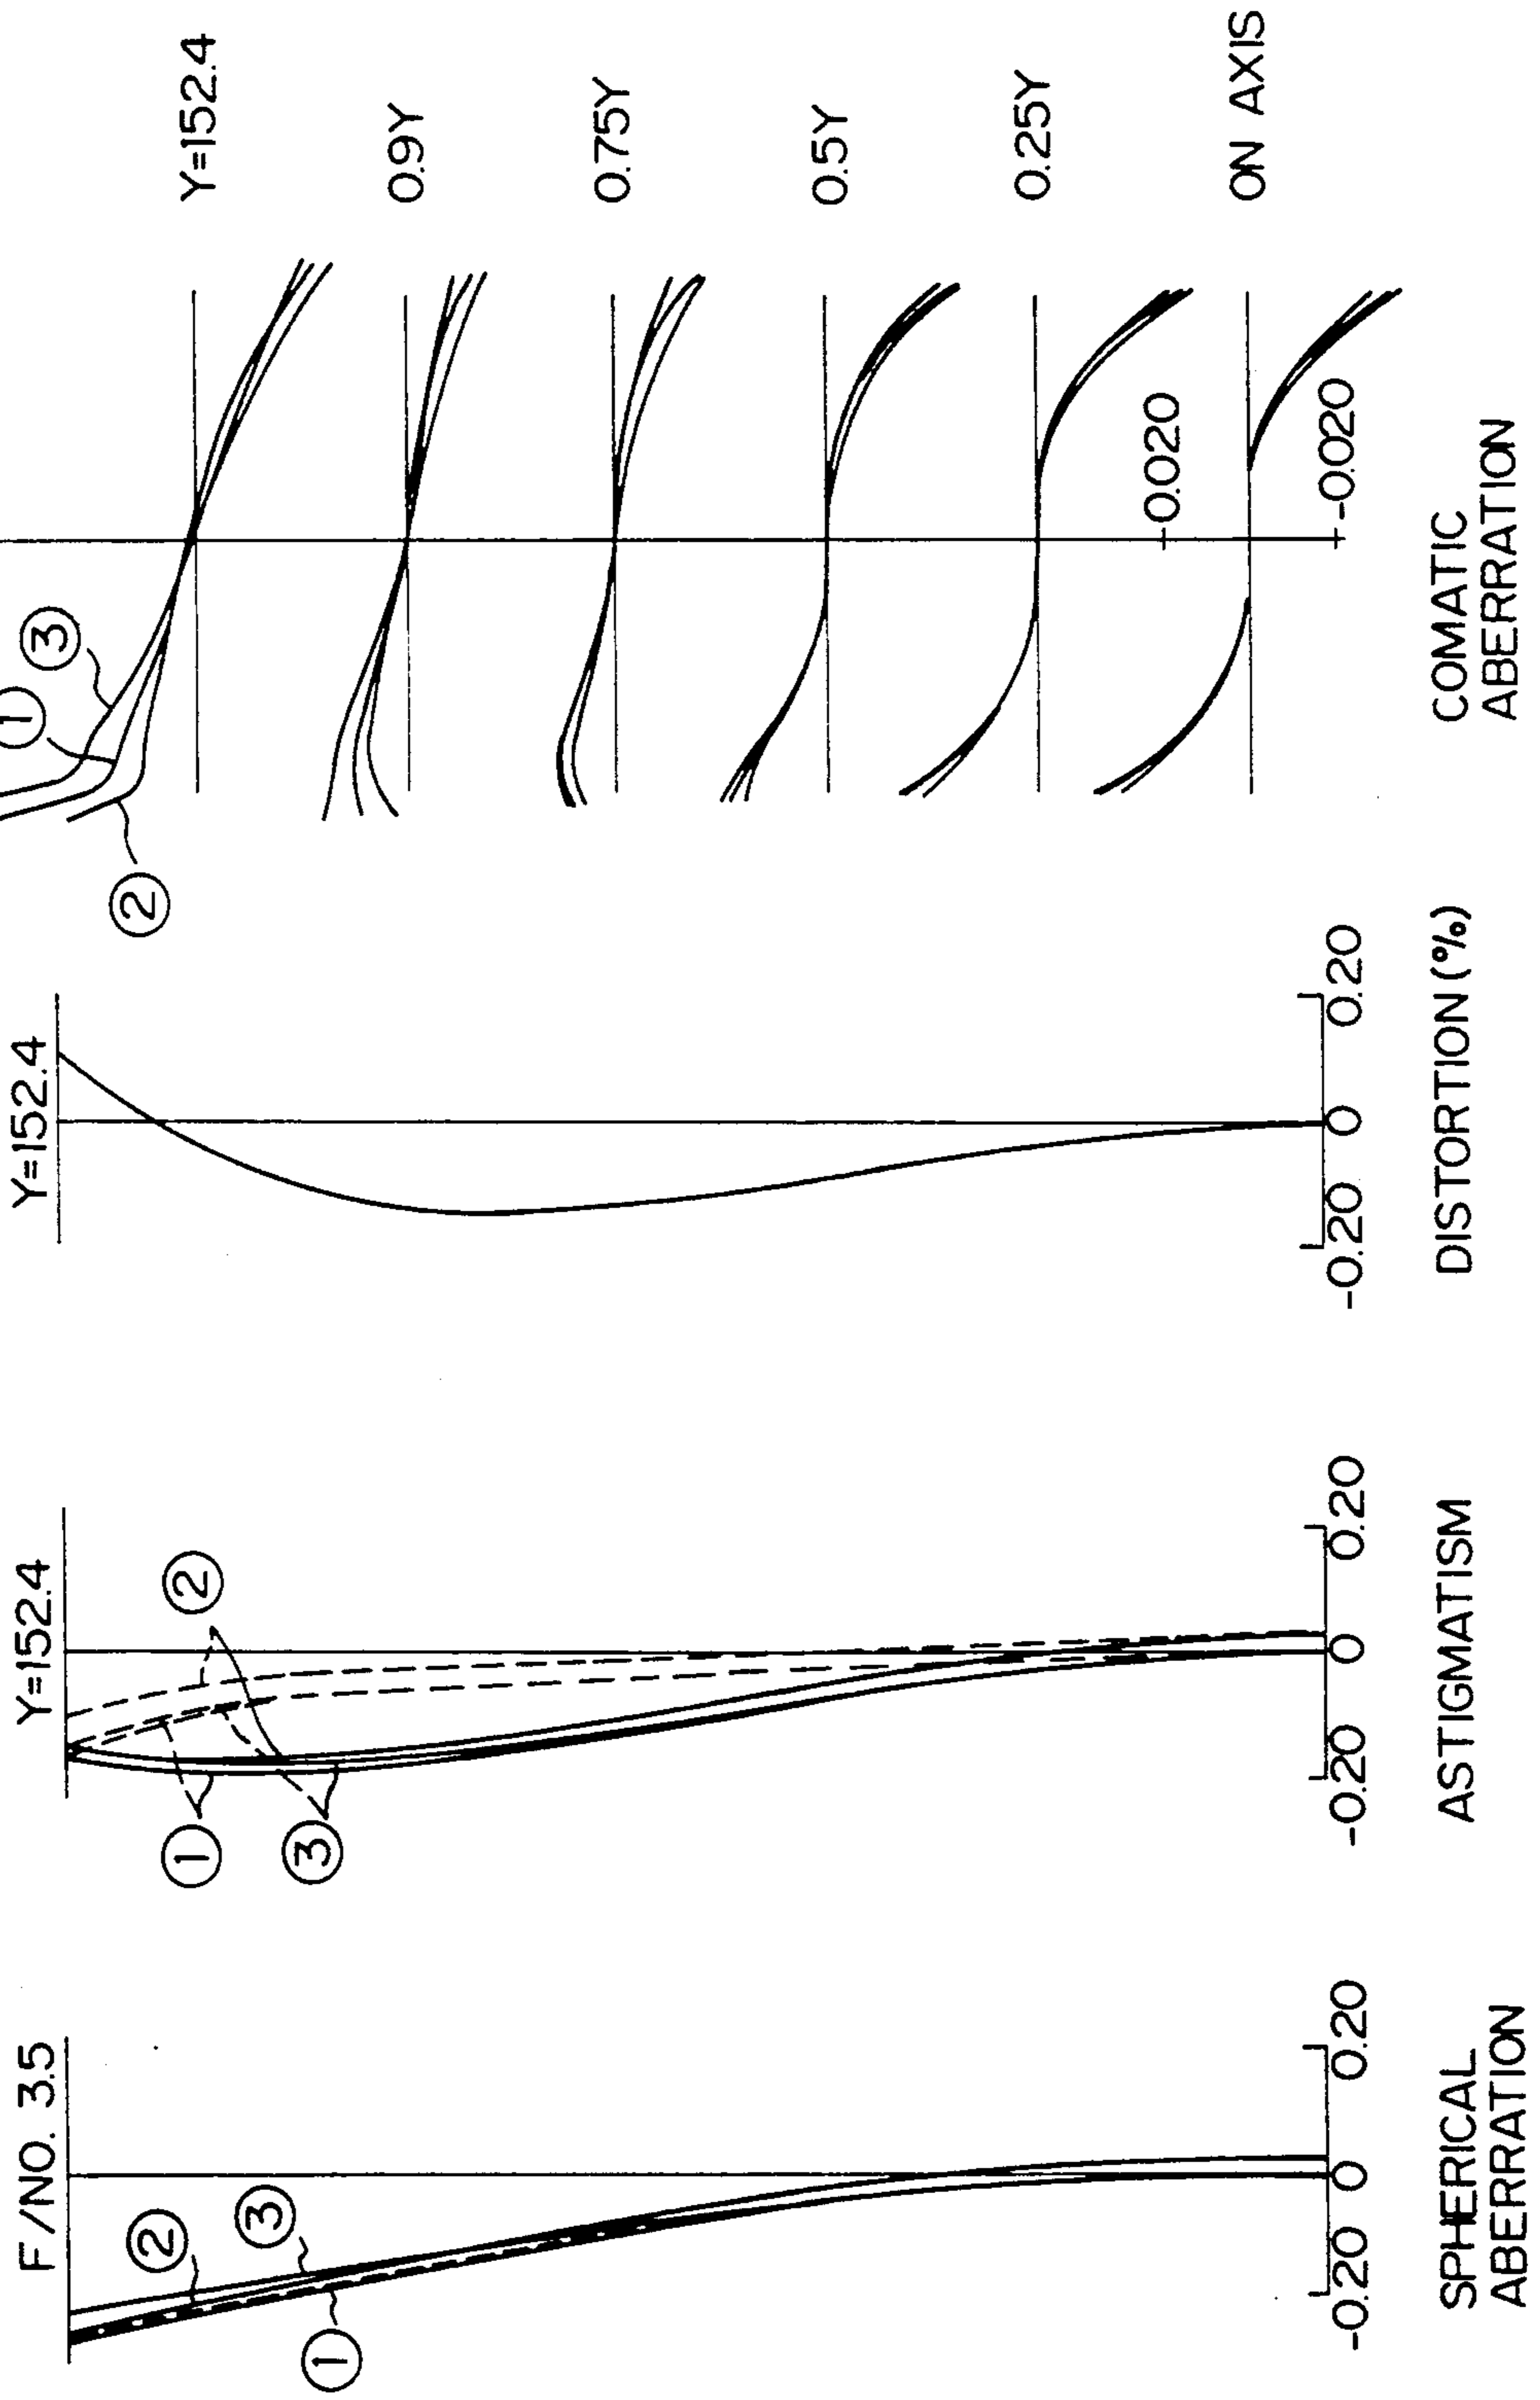 F/NO. 3.5
②
③
①
-0.20
0
0.20
SPHERICAL
ABERRATION
Y=152.4
①
②
③
-0.20
0
0.20
ASTIGMATISM
Y=152.4
-0.20
0
0.20
DISTORTION (%)
①
③
②
Y=152.4
0.9Y
0.75Y
0.5Y
0.25Y
-0.020
ON AXIS
-0.020
COMATIC
ABERRATION